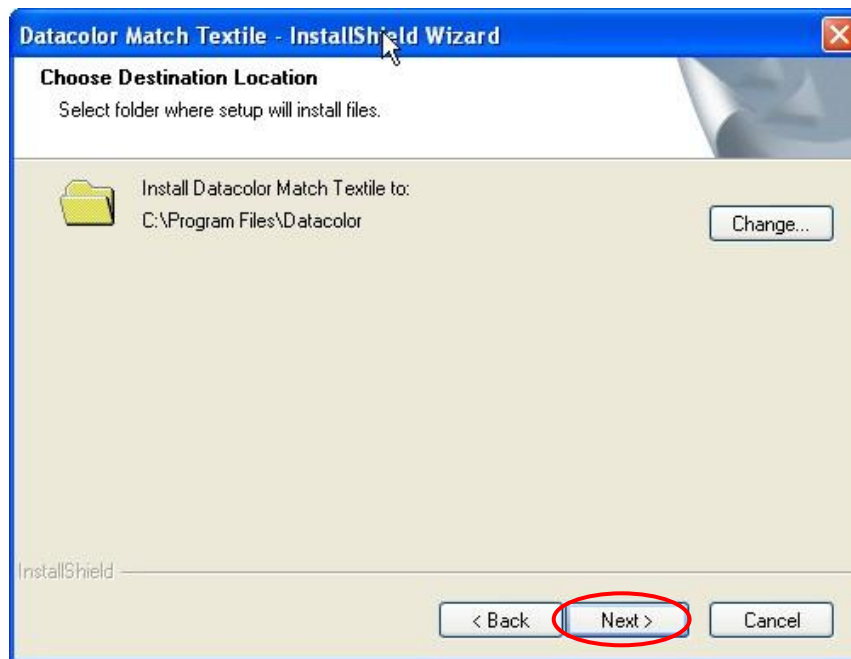 Datacolor Match Textile - InstallShield Wizard
Choose Destination Location
Select folder where setup will install files.
Install Datacolor Match Textile to:
C:\Program Files\Datacolor
Change...
InstallShield
< Back
Next >
Cancel